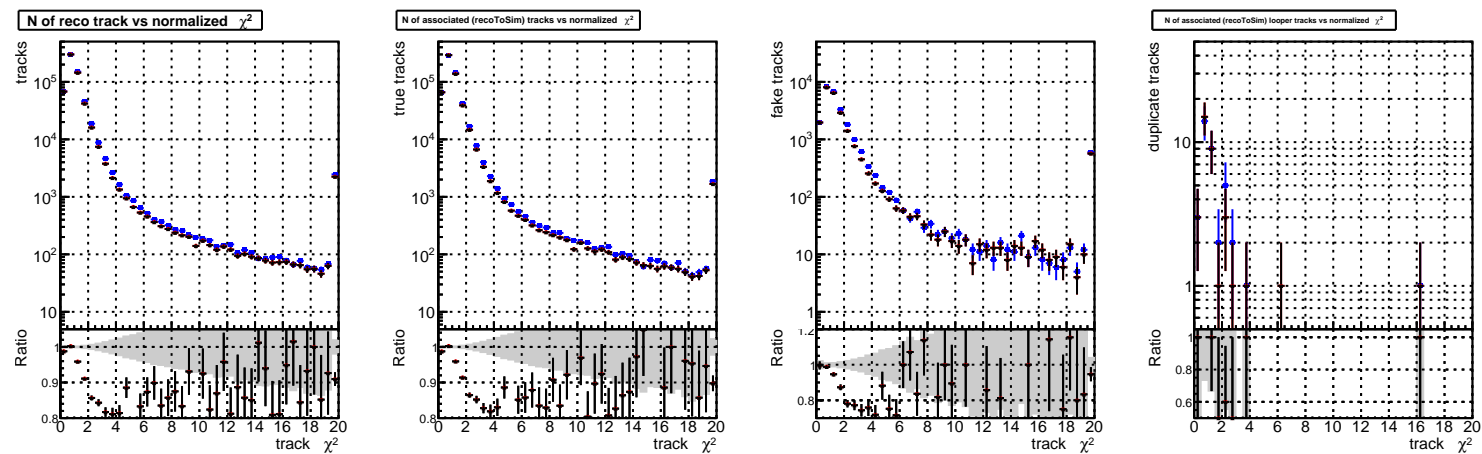 N of reco track vs normalized χ²
tracks
10⁵
10⁴
10³
10²
10
Ratio
1
0.9
0.8
0 2 4 6 8 10 12 14 16 18 20
track χ²
N of associated (recoToSim) tracks vs normalized χ²
true tracks
10⁵
10⁴
10³
10²
10
Ratio
1
0.9
0.8
0 2 4 6 8 10 12 14 16 18 20
track χ²
fake tracks
10⁴
10³
10²
10
1
Ratio
1.2
1
0.8
0 2 4 6 8 10 12 14 16 18 20
track χ²
N of associated (recoToSim) looper tracks vs normalized χ²
duplicate tracks
10
1
Ratio
1
0.8
0.6
0 2 4 6 8 10 12 14 16 18 20
track χ²